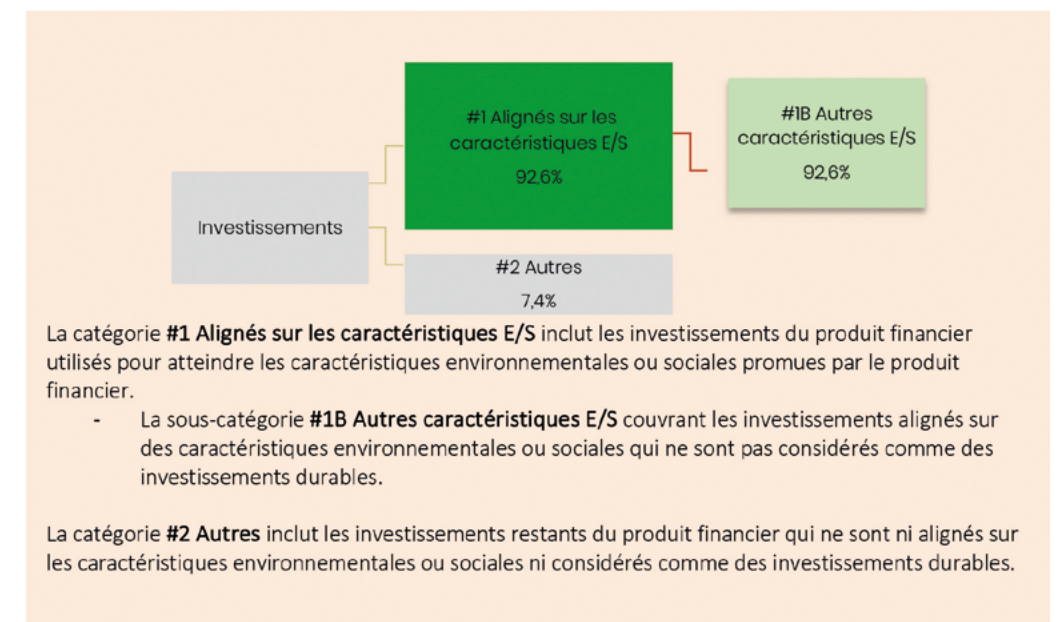 #1 Alignés sur les
caractéristiques E/S
92,6%
#1B Autres
caractéristiques E/S
92,6%
Investissements
#2 Autres
7,4%
La catégorie #1 Alignés sur les caractéristiques E/S inclut les investissements du produit financier
utilisés pour atteindre les caractéristiques environnementales ou sociales promues par le produit
financier.
- La sous-catégorie #1B Autres caractéristiques E/S couvrant les investissements alignés sur
des caractéristiques environnementales ou sociales qui ne sont pas considérés comme des
investissements durables.
La catégorie #2 Autres inclut les investissements restants du produit financier qui ne sont ni alignés sur
les caractéristiques environnementales ou sociales ni considérés comme des investissements durables.